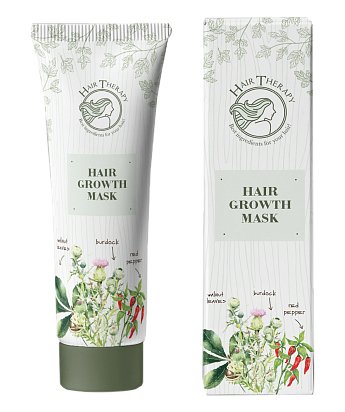 HAIR THERAPY
Best ingredients for your hair!
HAIR
GROWTH
MASK
walnut
leaves
burdock
red
pepper
HAIR THERAPY
Best ingredients for your hair!
HAIR
GROWTH
MASK
walnut
leaves
burdock
red
pepper